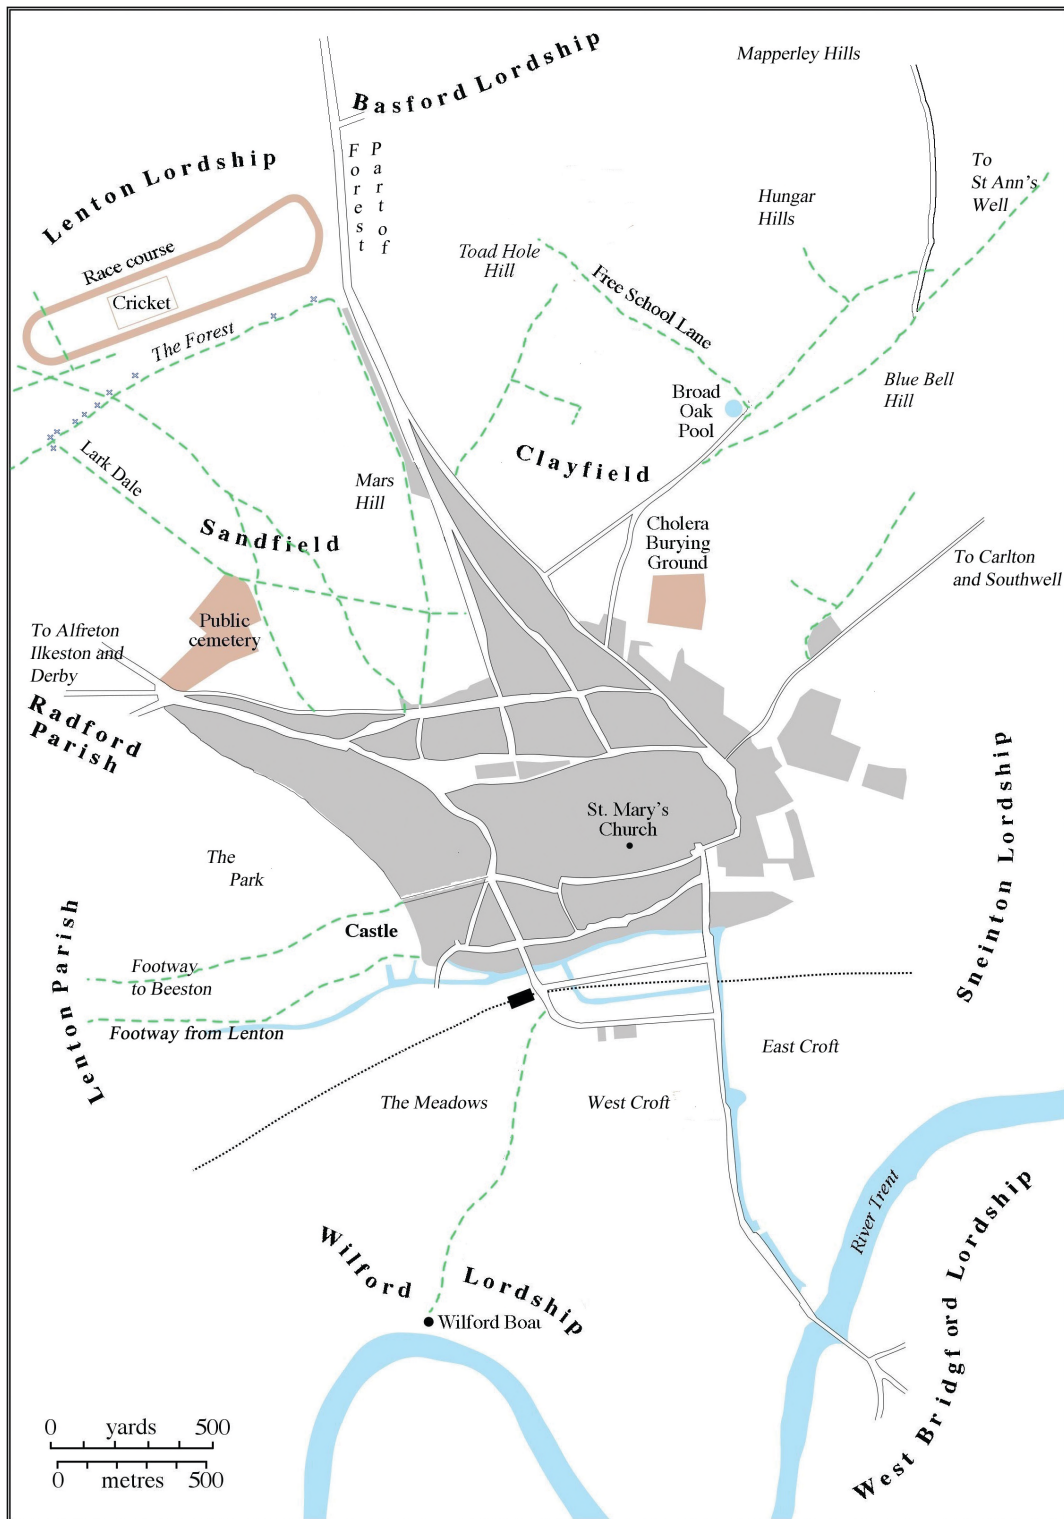 Mapperley Hills
Basford Lordship
Lenton Lordship
Part of
Forest
To
St Ann's
Well
Hungar
Hills
Toad Hole
Hill
Free School Lane
Race course
Cricket
The Forest
Broad
Oak
Pool
Blue Bell
Hill
Clayfield
Lark Dale
Mars
Hill
Sandfield
Cholera
Burying
Ground
To Carlton
and Southwell
Public
cemetery
To Alfreton
Ilkeston and
Derby
Radford
Parish
Sneinton Lordship
St. Mary's
Church
The
Park
Castle
Lenton Parish
Footway
to Beeston
Footway from Lenton
East Croft
The Meadows
West Croft
River Trent
West Bridgford Lordship
Wilford
Lordship
Wilford Boat
0 yards 500
0 metres 500